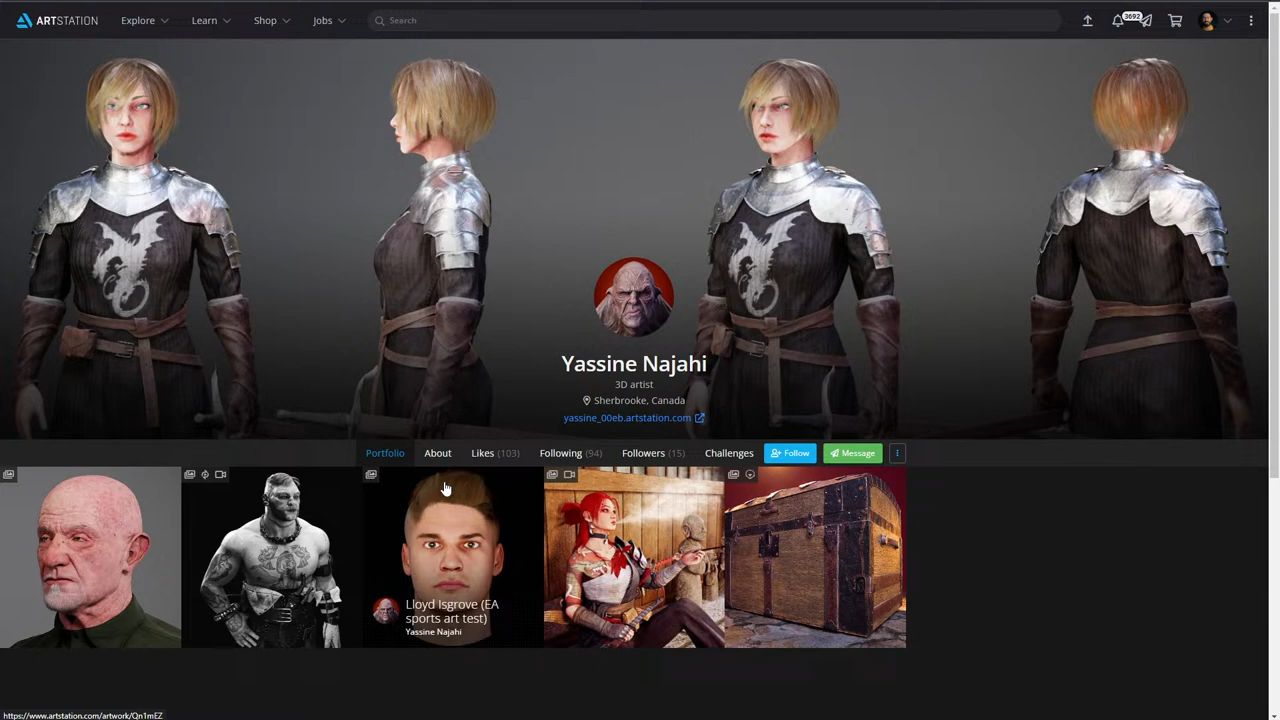 ARTSTATION Explore Learn Shop Jobs Search 3692
Yassine Najahi
3D artist
Sherbrooke, Canada
yassine_00eb.artstation.com
Portfolio About Likes (103) Following (94) Followers (15) Challenges Follow Message
Lloyd Isgrove (EA
sports art test)
Yassine Najahi
https://www.artstation.com/artwork/Qn1mEZ